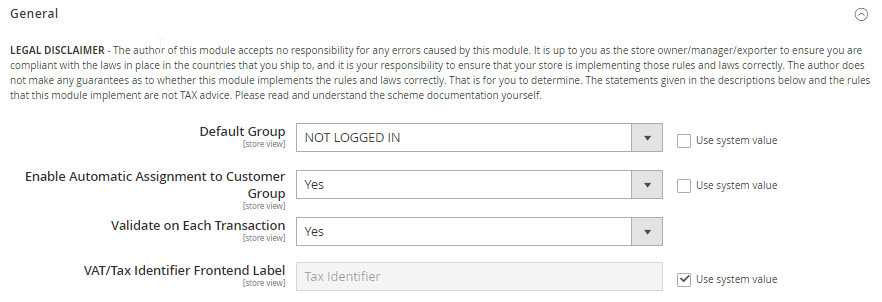 General
LEGAL DISCLAIMER - The author of this module accepts no responsibility for any errors caused by this module. It is up to you as the store owner/manager/exporter to ensure you are
compliant with the laws in place in the countries that you ship to, and it is your responsibility to ensure that your store is implementing those rules and laws correctly. The author does
not make any guarantees as to whether this module implements the rules and laws correctly. That is for you to determine. The statements given in the descriptions below and the rules
that this module implement are not TAX advice. Please read and understand the scheme documentation yourself.
Default Group NOT LOGGED IN Use system value
[store view]
Enable Automatic Assignment to Customer
Group Yes Use system value
[store view]
Validate on Each Transaction Yes
[store view]
VAT/Tax Identifier Frontend Label Tax Identifier Use system value
[store view]